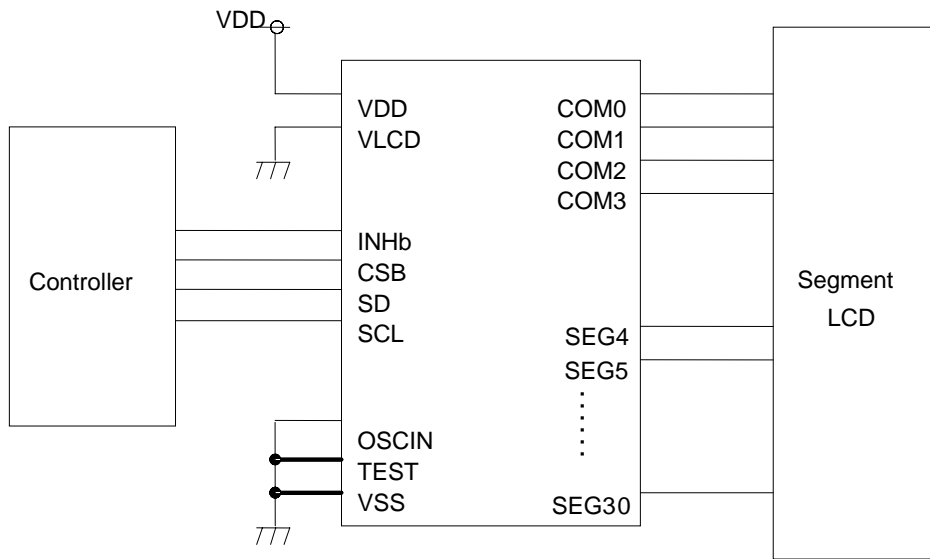 VDD
VDD
VLCD
INHb
CSB
SD
SCL
OSCIN
TEST
VSS
COM0
COM1
COM2
COM3
SEG4
SEG5
SEG30
Controller
Segment
LCD